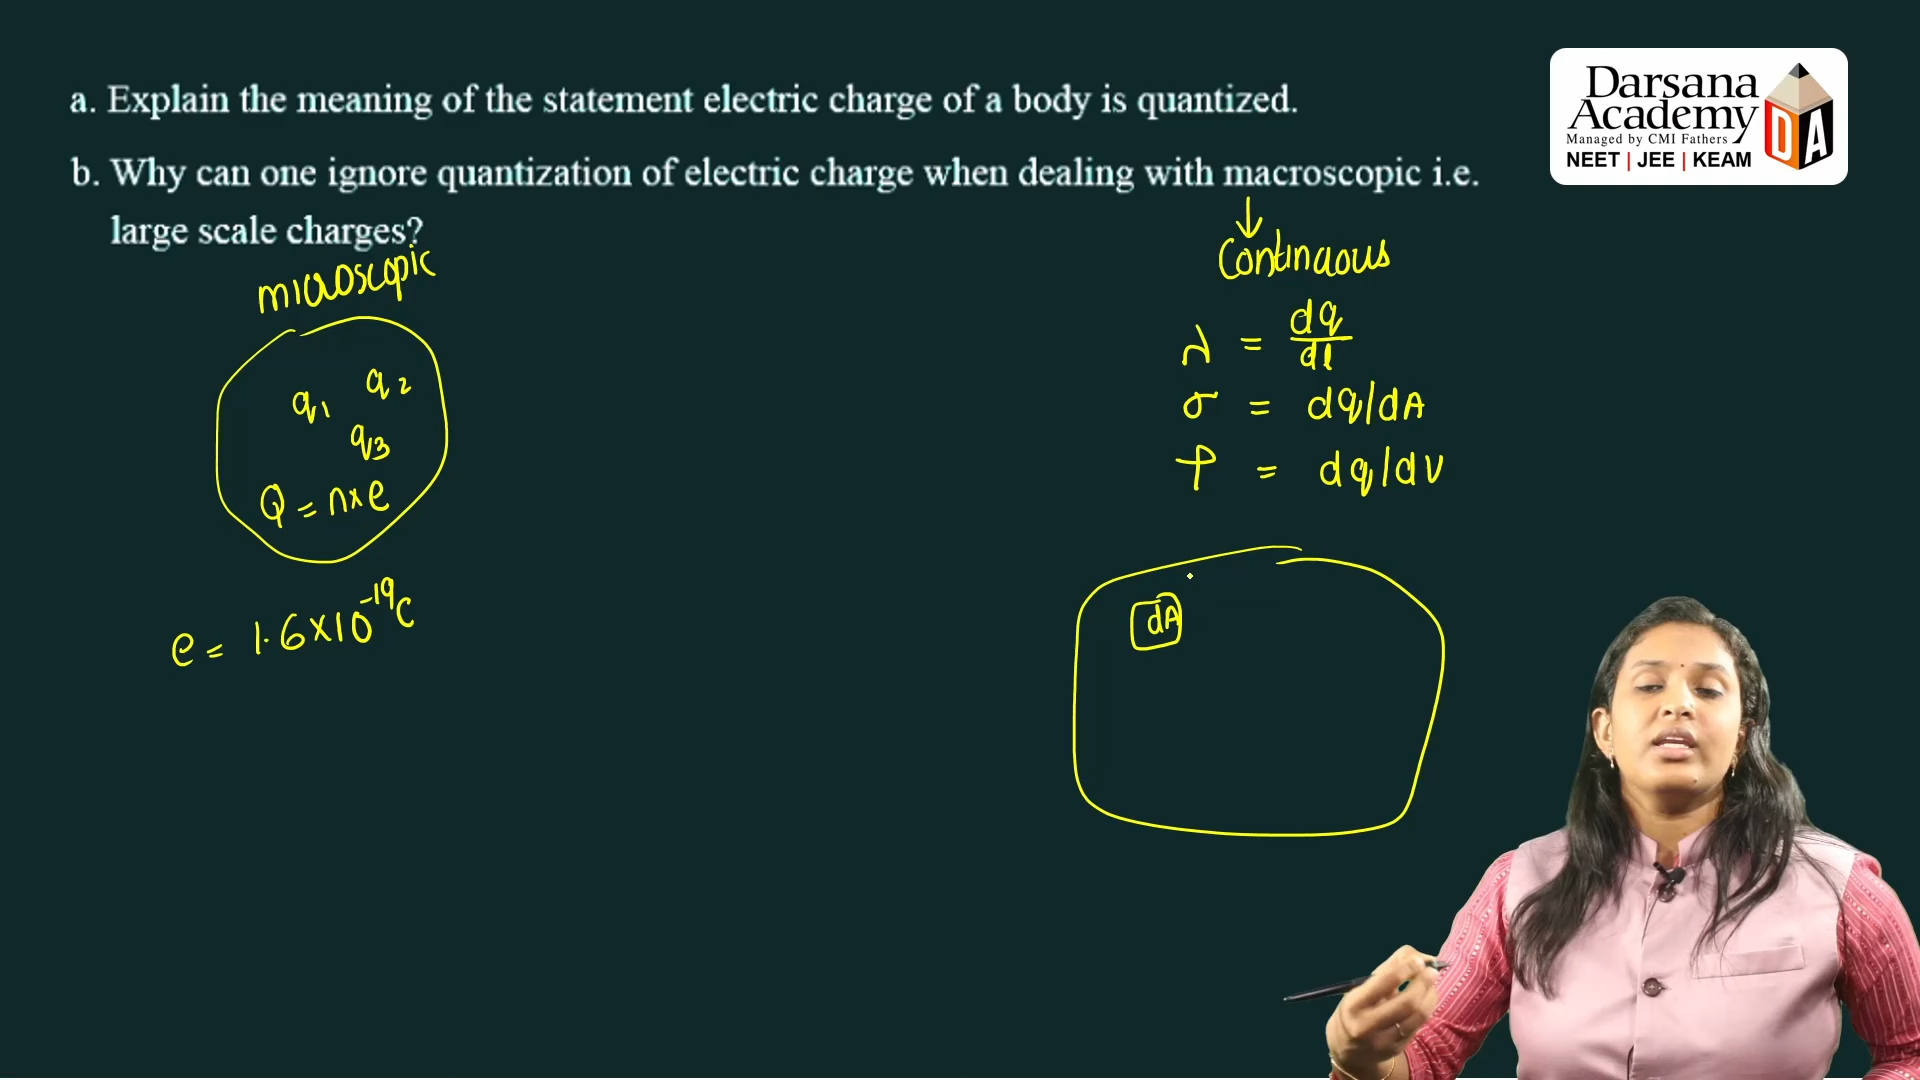 a. Explain the meaning of the statement electric charge of a body is quantized.
b. Why can one ignore quantization of electric charge when dealing with macroscopic i.e.
large scale charges?
Darsana
Academy
Managed by CMI Fathers
NEET | JEE | KEAM
DA
microscopic
q1 q2
q3
Q = n×e
e = 1.6×10⁻¹⁹C
↓
Continuous
λ = dq/dl
σ = dq/dA
ρ = dq/dV
dA